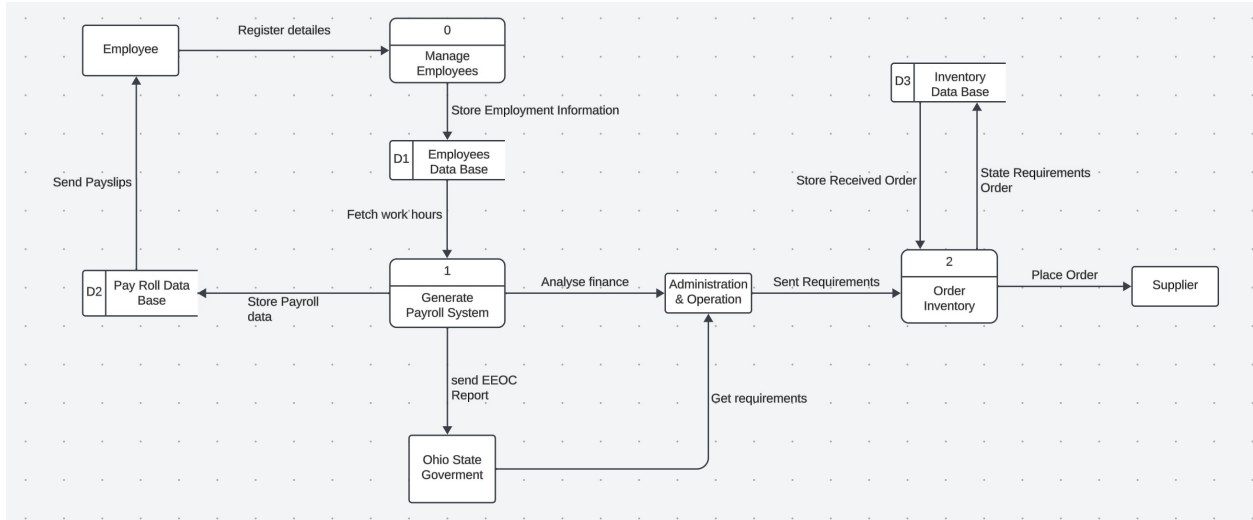 Employee
Register detailes
0
Manage
Employees
Store Employment Information
D1
Employees
Data Base
Send Payslips
Fetch work hours
D2
Pay Roll Data
Base
Store Payroll
data
1
Generate
Payroll System
Analyse finance
Administration
& Operation
Sent Requirements
send EEOC
Report
Ohio State
Goverment
Get requirements
D3
Inventory
Data Base
Store Received Order
State Requirements
Order
2
Order
Inventory
Place Order
Supplier